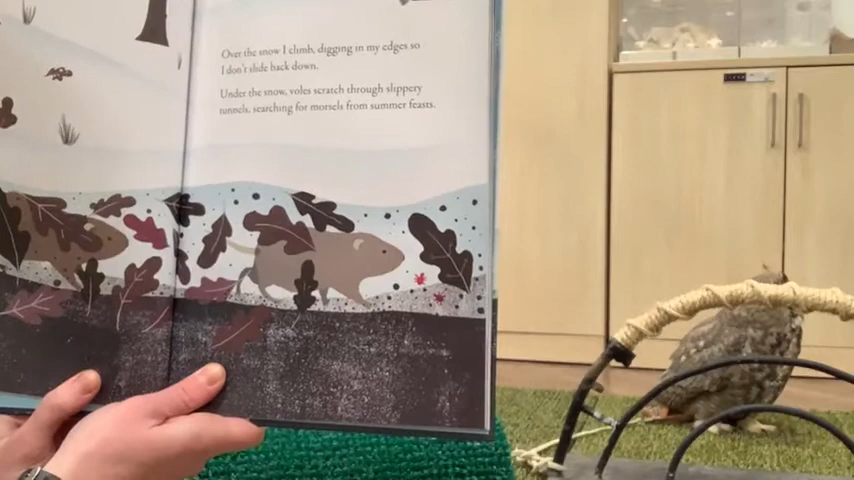 Over the snow I climb, digging in my edges so
I don't slide back down.
Under the snow, voles scratch through slippery
tunnels, searching for morsels from summer feasts.